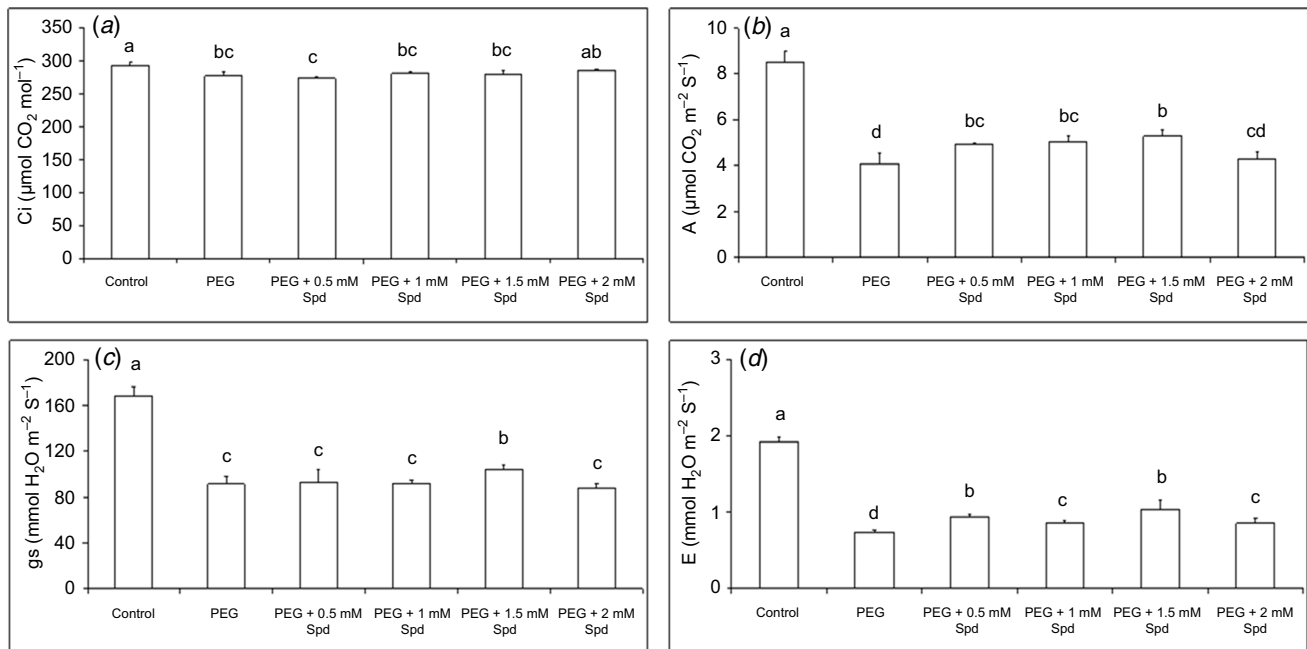 (a)
Ci (µmol CO₂ mol⁻¹)
350
300
250
200
150
100
50
0
a
bc
c
bc
bc
ab
Control
PEG
PEG + 0.5 mM Spd
PEG + 1 mM Spd
PEG + 1.5 mM Spd
PEG + 2 mM Spd
(b)
A (µmol CO₂ m⁻² S⁻¹)
10
8
6
4
2
0
a
d
bc
bc
b
cd
Control
PEG
PEG + 0.5 mM Spd
PEG + 1 mM Spd
PEG + 1.5 mM Spd
PEG + 2 mM Spd
(c)
gs (mmol H₂O m⁻² S⁻¹)
200
160
120
80
40
0
a
c
c
c
b
c
Control
PEG
PEG + 0.5 mM Spd
PEG + 1 mM Spd
PEG + 1.5 mM Spd
PEG + 2 mM Spd
(d)
E (mmol H₂O m⁻² S⁻¹)
3
2
1
0
a
d
b
c
b
c
Control
PEG
PEG + 0.5 mM Spd
PEG + 1 mM Spd
PEG + 1.5 mM Spd
PEG + 2 mM Spd